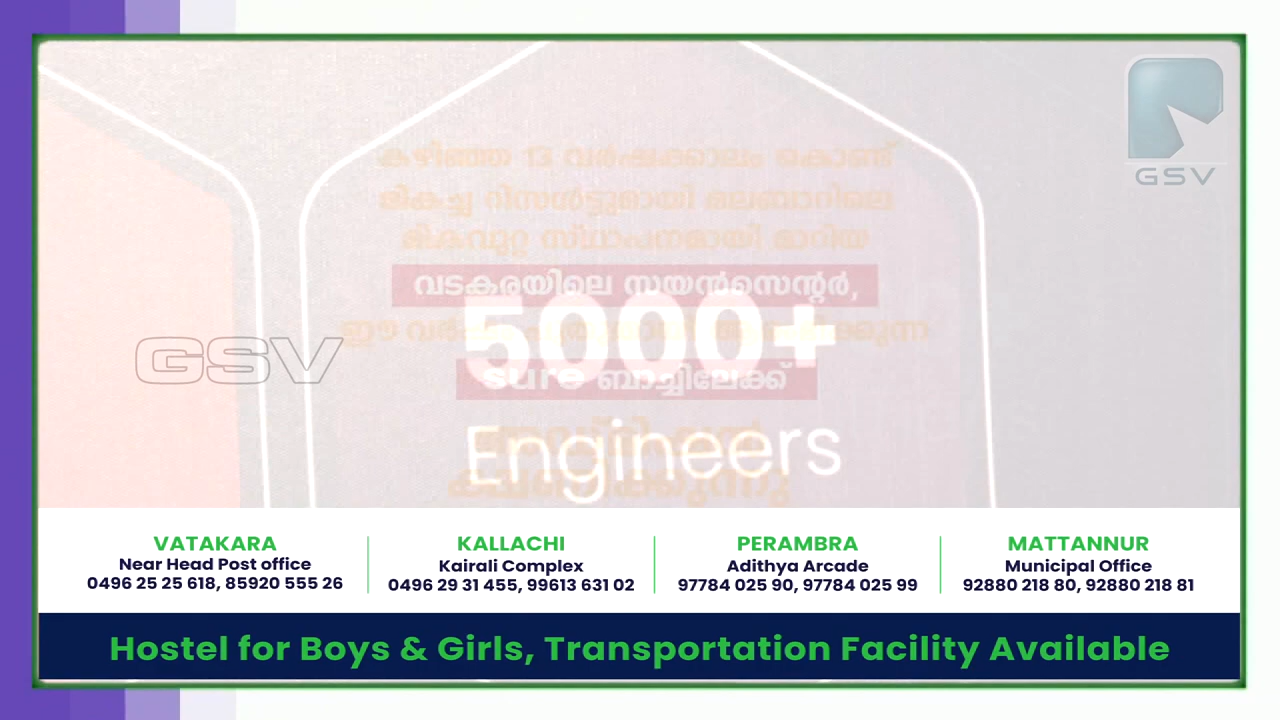 GSV
കഴിഞ്ഞ 13 വർഷക്കാലം കൊണ്ട്
മികച്ച റിസൾട്ടുമായി മലബാറിലെ
മികവുറ്റ സ്ഥാപനമായി മാറിയ
വടകരയിലെ സയൻസെന്റർ,
ഈ വർഷം
5000+
GSV
sure ബാച്ചിലേക്ക്
Engineers
ക്ഷണിക്കുന്നു
VATAKARA
Near Head Post office
0496 25 25 618, 85920 555 26
KALLACHI
Kairali Complex
0496 29 31 455, 99613 631 02
PERAMBRA
Adithya Arcade
97784 025 90, 97784 025 99
MATTANNUR
Municipal Office
92880 218 80, 92880 218 81
Hostel for Boys & Girls, Transportation Facility Available